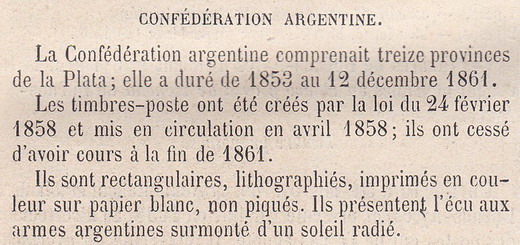 CONFÉDÉRATION ARGENTINE.
La Confédération argentine comprenait treize provinces
de la Plata; elle a duré de 1853 au 12 décembre 1861.
Les timbres-poste ont été créés par la loi du 24 février
1858 et mis en circulation en avril 1858; ils ont cessé
d'avoir cours à la fin de 1861.
Ils sont rectangulaires, lithographiés, imprimés en cou-
leur sur papier blanc, non piqués. Ils présentent l'écu aux
armes argentines surmonté d'un soleil radié.